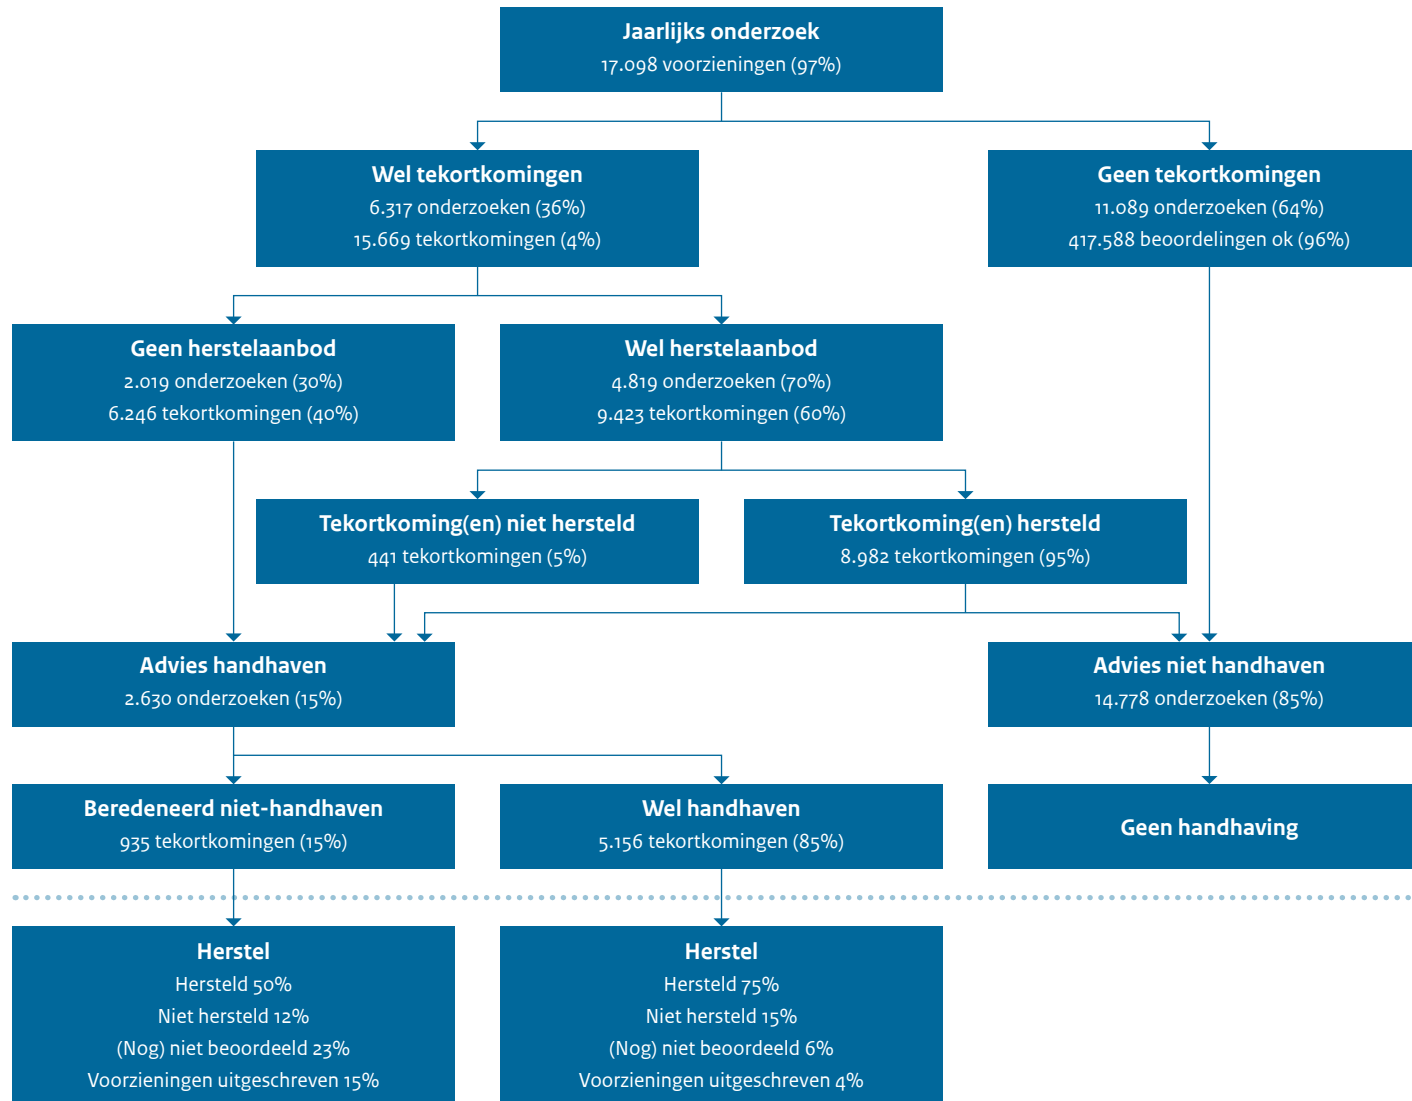 Jaarlijks onderzoek
17.098 voorzieningen (97%)
Wel tekortkomingen
6.317 onderzoeken (36%)
15.669 tekortkomingen (4%)
Geen tekortkomingen
11.089 onderzoeken (64%)
417.588 beoordelingen ok (96%)
Geen herstelaanbod
2.019 onderzoeken (30%)
6.246 tekortkomingen (40%)
Wel herstelaanbod
4.819 onderzoeken (70%)
9.423 tekortkomingen (60%)
Tekortkoming(en) niet hersteld
441 tekortkomingen (5%)
Tekortkoming(en) hersteld
8.982 tekortkomingen (95%)
Advies handhaven
2.630 onderzoeken (15%)
Advies niet handhaven
14.778 onderzoeken (85%)
Beredeneerd niet-handhaven
935 tekortkomingen (15%)
Wel handhaven
5.156 tekortkomingen (85%)
Geen handhaving
Herstel
Hersteld 50%
Niet hersteld 12%
(Nog) niet beoordeeld 23%
Voorzieningen uitgeschreven 15%
Herstel
Hersteld 75%
Niet hersteld 15%
(Nog) niet beoordeeld 6%
Voorzieningen uitgeschreven 4%